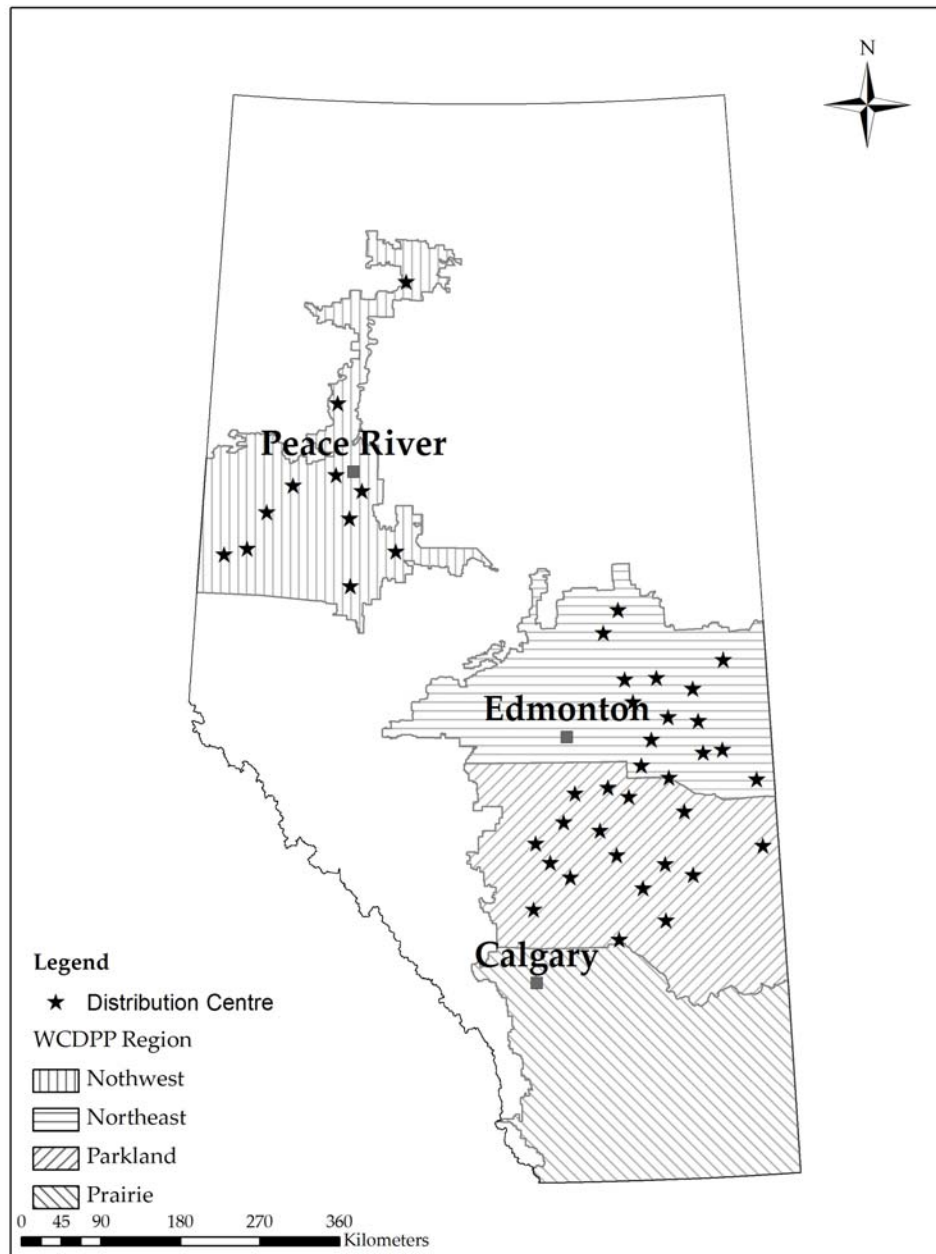 N
Peace River
Edmonton
Calgary
Legend
Distribution Centre
WCDPP Region
Nothwest
Northeast
Parkland
Prairie
0 45 90 180 270 360
Kilometers